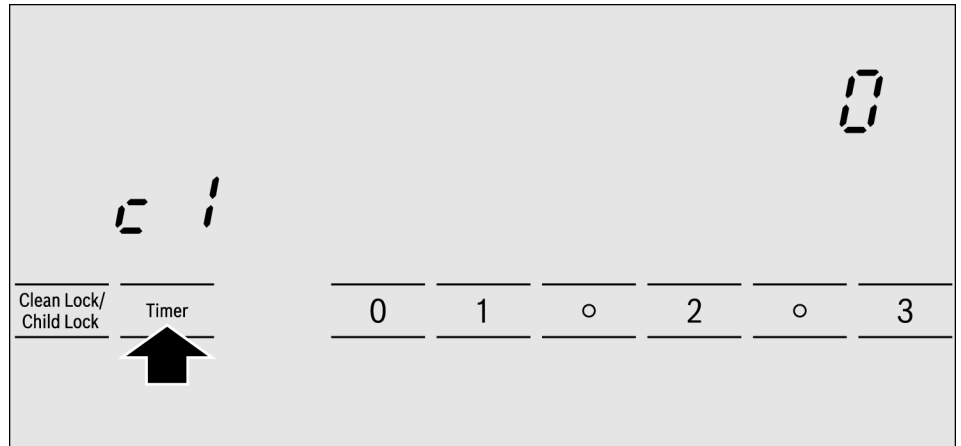 0
c 1
Clean Lock/
Child Lock
Timer
0 1 ○ 2 ○ 3